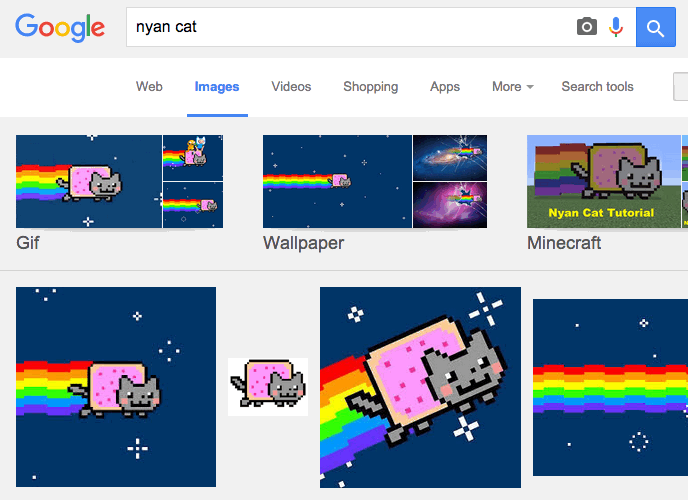 Google
nyan cat
Web Images Videos Shopping Apps More Search tools
Nyan Cat Tutorial
Gif Wallpaper Minecraft